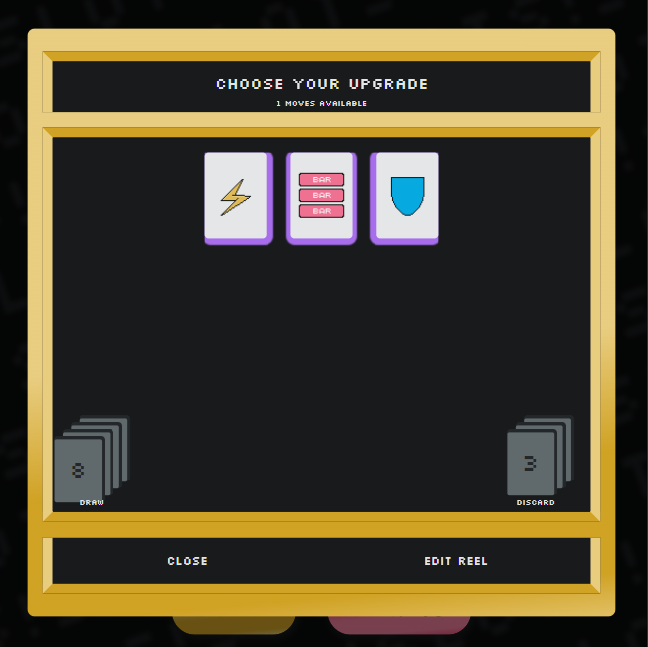 CHOOSE YOUR UPGRADE
1 MOVES AVAILABLE
BAR
BAR
BAR
8
DRAW
3
DISCARD
CLOSE
EDIT REEL